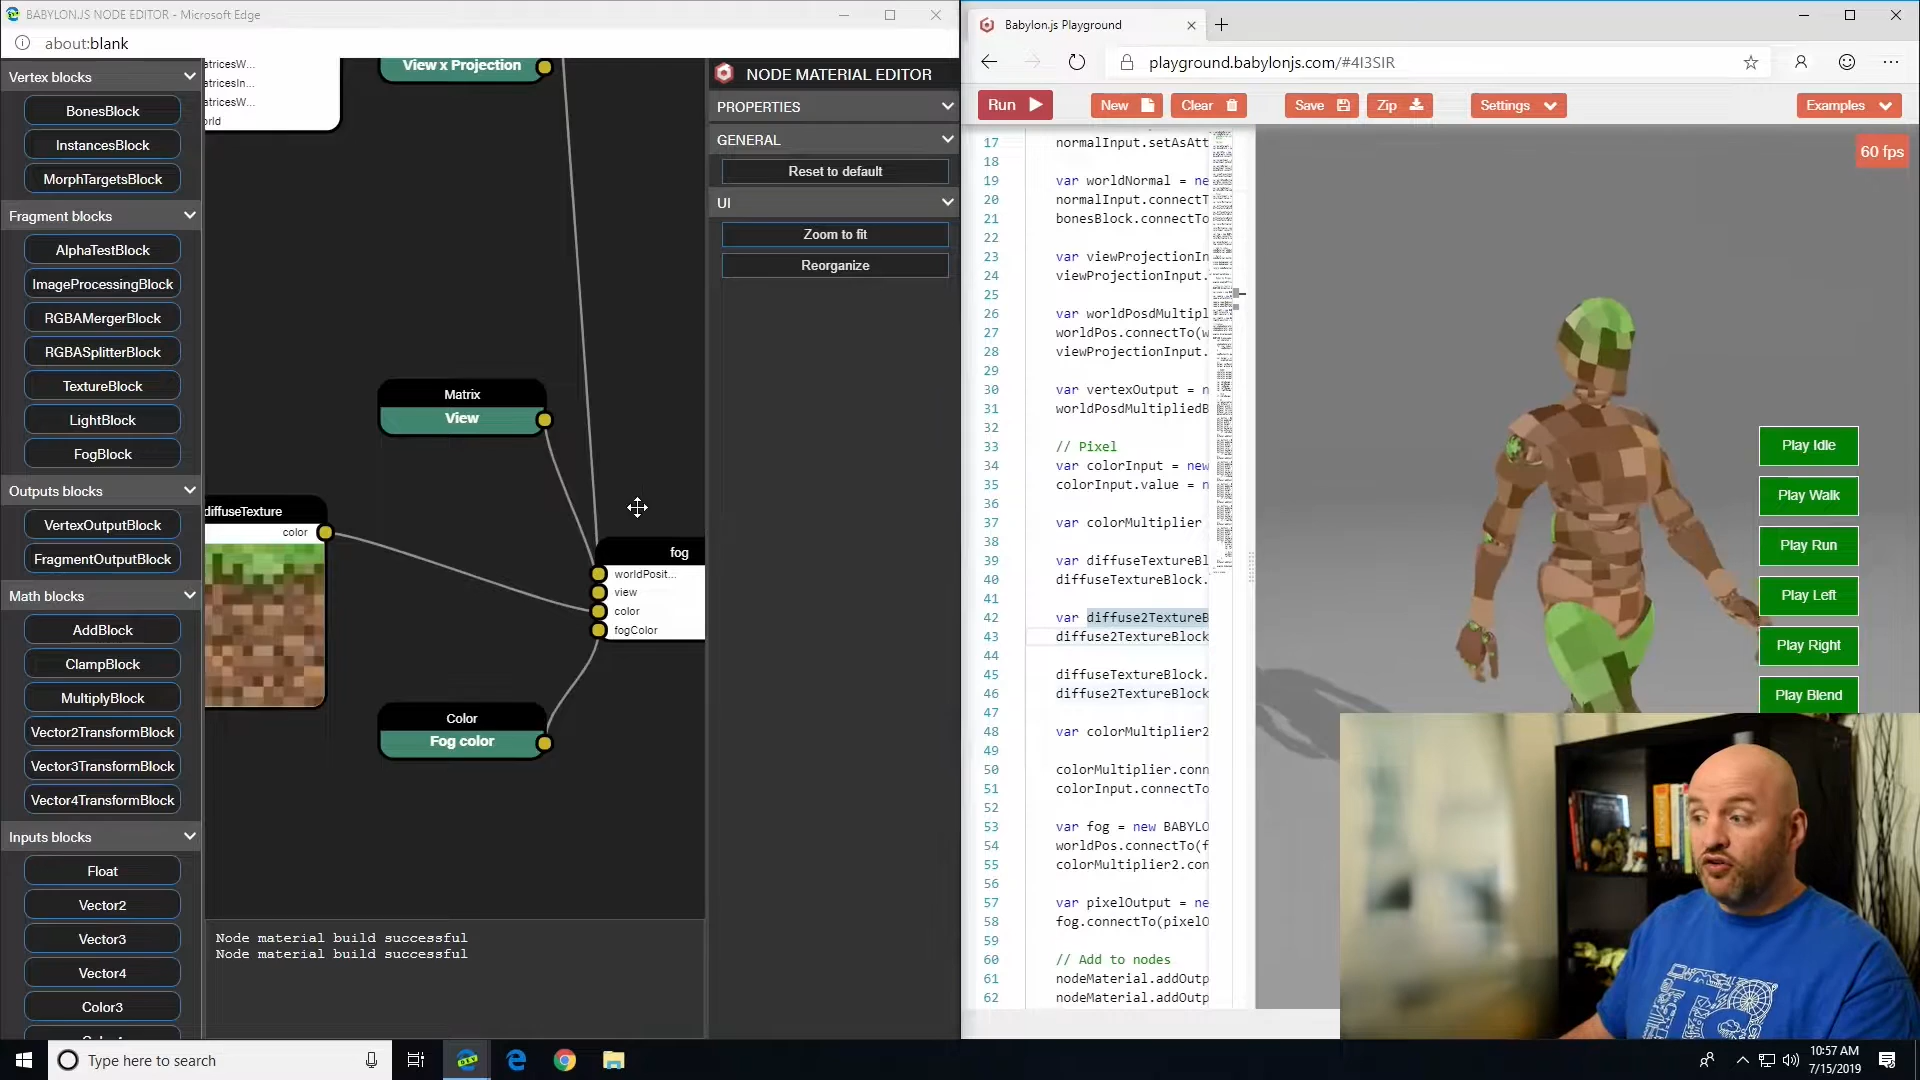 BABYLON.JS NODE EDITOR - Microsoft Edge
about:blank
Vertex blocks
BonesBlock
InstancesBlock
MorphTargetsBlock
Fragment blocks
AlphaTestBlock
ImageProcessingBlock
RGBAMergerBlock
RGBASplitterBlock
TextureBlock
LightBlock
FogBlock
Outputs blocks
VertexOutputBlock
FragmentOutputBlock
Math blocks
AddBlock
ClampBlock
MultiplyBlock
Vector2TransformBlock
Vector3TransformBlock
Vector4TransformBlock
Inputs blocks
Float
Vector2
Vector3
Vector4
Color3
atricesW...
atricesIn...
atricesW...
orld
View x Projection
Matrix
View
diffuseTexture
color
fog
worldPosit...
view
color
fogColor
Color
Fog color
Node material build successful
Node material build successful
NODE MATERIAL EDITOR
PROPERTIES
GENERAL
Reset to default
UI
Zoom to fit
Reorganize
Babylon.js Playground
playground.babylonjs.com/#4I3SIR
Run New Clear Save Zip Settings Examples
60 fps
17 normalInput.setAsAtt
18
19 var worldNormal = ne
20 normalInput.connectT
21 bonesBlock.connectTo
22
23 var viewProjectionIn
24 viewProjectionInput.
25
26 var worldPosdMultipl
27 worldPos.connectTo(w
28 viewProjectionInput.
29
30 var vertexOutput = n
31 worldPosdMultipliedB
32
33 // Pixel
34 var colorInput = new
35 colorInput.value = n
36
37 var colorMultiplier
38
39 var diffuseTextureBl
40 diffuseTextureBlock.
41
42 var diffuse2TextureB
43 diffuse2TextureBlock
44
45 diffuseTextureBlock.
46 diffuse2TextureBlock
47
48 var colorMultiplier2
49
50 colorMultiplier.conn
51 colorInput.connectTo
52
53 var fog = new BABYLO
54 worldPos.connectTo(f
55 colorMultiplier2.con
56
57 var pixelOutput = ne
58 fog.connectTo(pixelO
59
60 // Add to nodes
61 nodeMaterial.addOutp
62 nodeMaterial.addOutp
Play Idle
Play Walk
Play Run
Play Left
Play Right
Play Blend
Type here to search
10:57 AM
7/15/2019